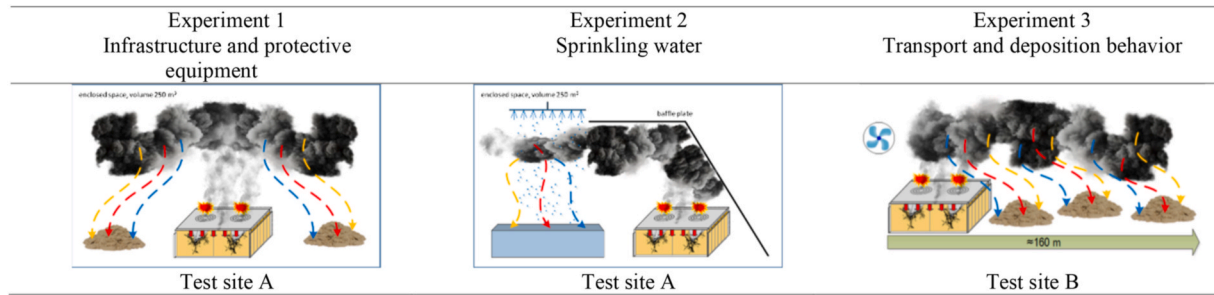 Experiment 1
Infrastructure and protective
equipment
Experiment 2
Sprinkling water
Experiment 3
Transport and deposition behavior
enclosed space, volume 250 m³
enclosed space, volume 250 m³
baffle plate
≈160 m
Test site A
Test site A
Test site B